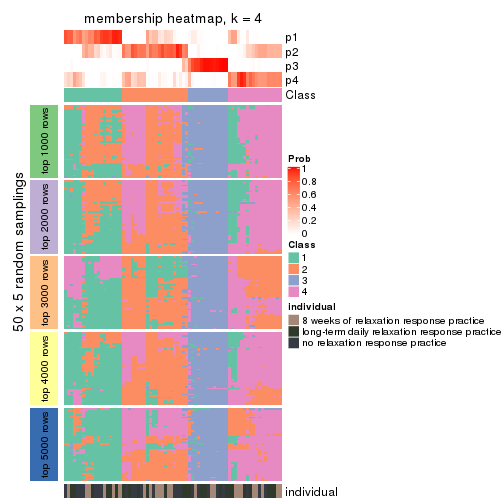 membership heatmap, k = 4
p1
p2
p3
p4
Class
50 x 5 random samplings
top 1000 rows
top 2000 rows
top 3000 rows
top 4000 rows
top 5000 rows
individual
Prob
1
0.8
0.6
0.4
0.2
0
Class
1
2
3
4
individual
8 weeks of relaxation response practice
long-term daily relaxation response practice
no relaxation response practice